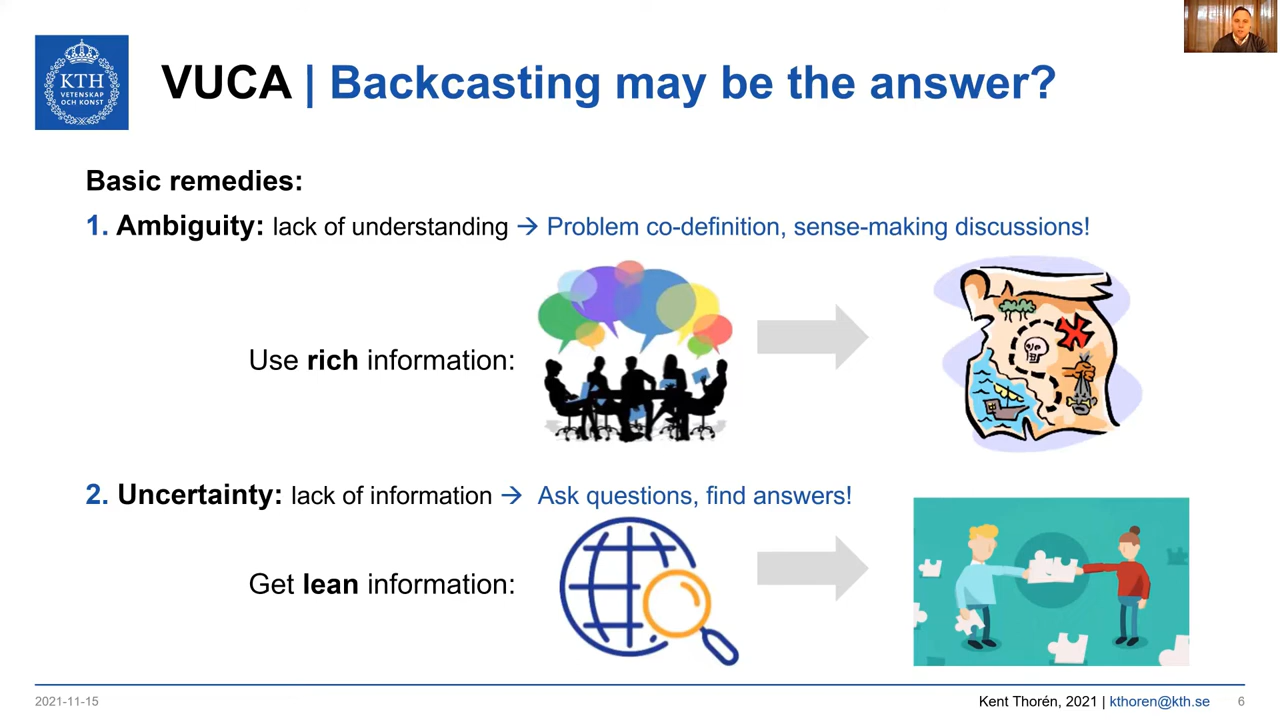 KTH
VETENSKAP
OCH KONST
VUCA | Backcasting may be the answer?
Basic remedies:
1. Ambiguity: lack of understanding → Problem co-definition, sense-making discussions!
Use rich information:
2. Uncertainty: lack of information → Ask questions, find answers!
Get lean information:
2021-11-15
Kent Thorén, 2021 | kthoren@kth.se
6